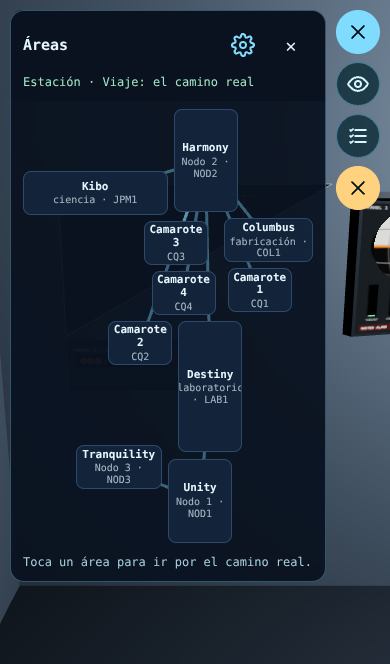 Áreas
Estación · Viaje: el camino real
Harmony
Nodo 2 ·
NOD2
Kibo
ciencia · JPM1
Camarote
3
CQ3
Columbus
fabricación ·
COL1
Camarote
4
CQ4
Camarote
1
CQ1
Camarote
2
CQ2
Destiny
laboratorio
· LAB1
Tranquility
Nodo 3 ·
NOD3
Unity
Nodo 1 ·
NOD1
Toca un área para ir por el camino real.